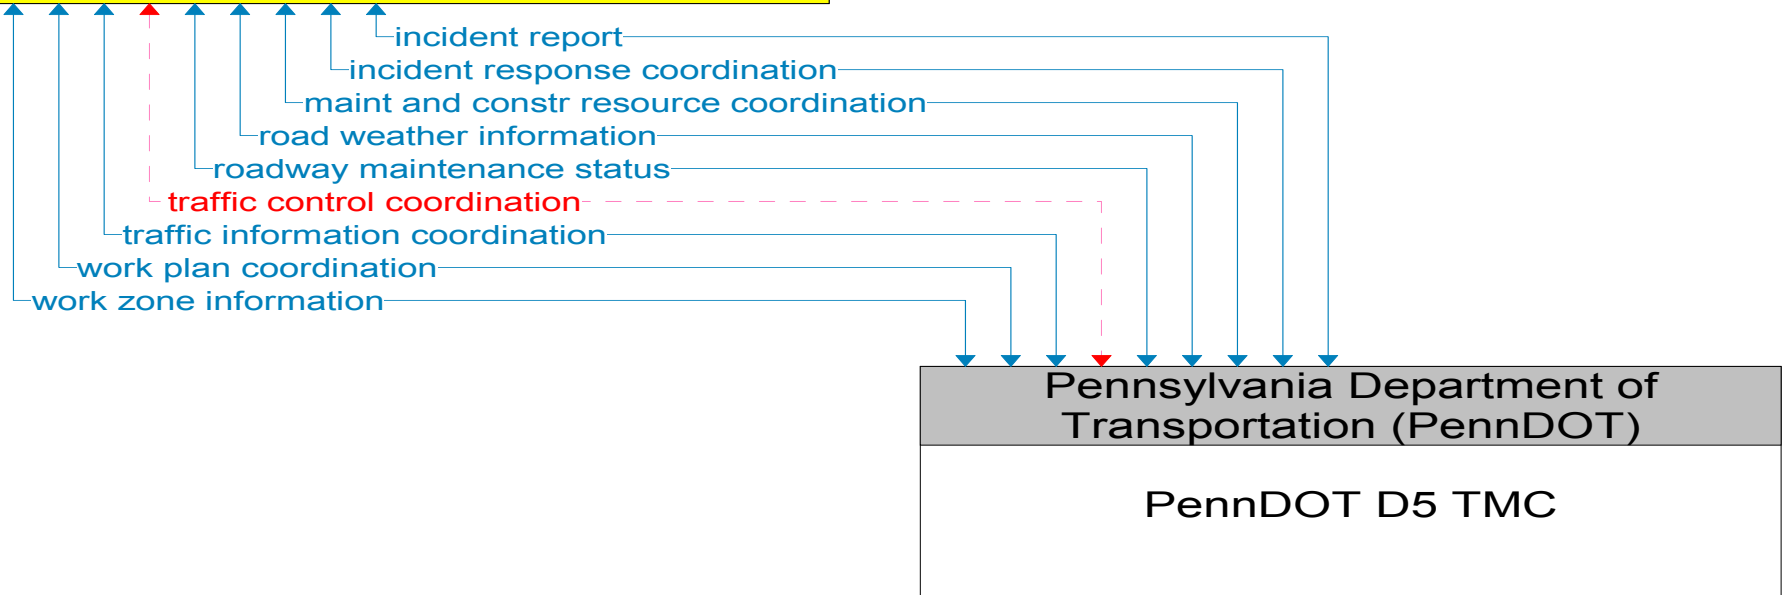 incident report
incident response coordination
maint and constr resource coordination
road weather information
roadway maintenance status
traffic control coordination
traffic information coordination
work plan coordination
work zone information
Pennsylvania Department of
Transportation (PennDOT)
PennDOT D5 TMC